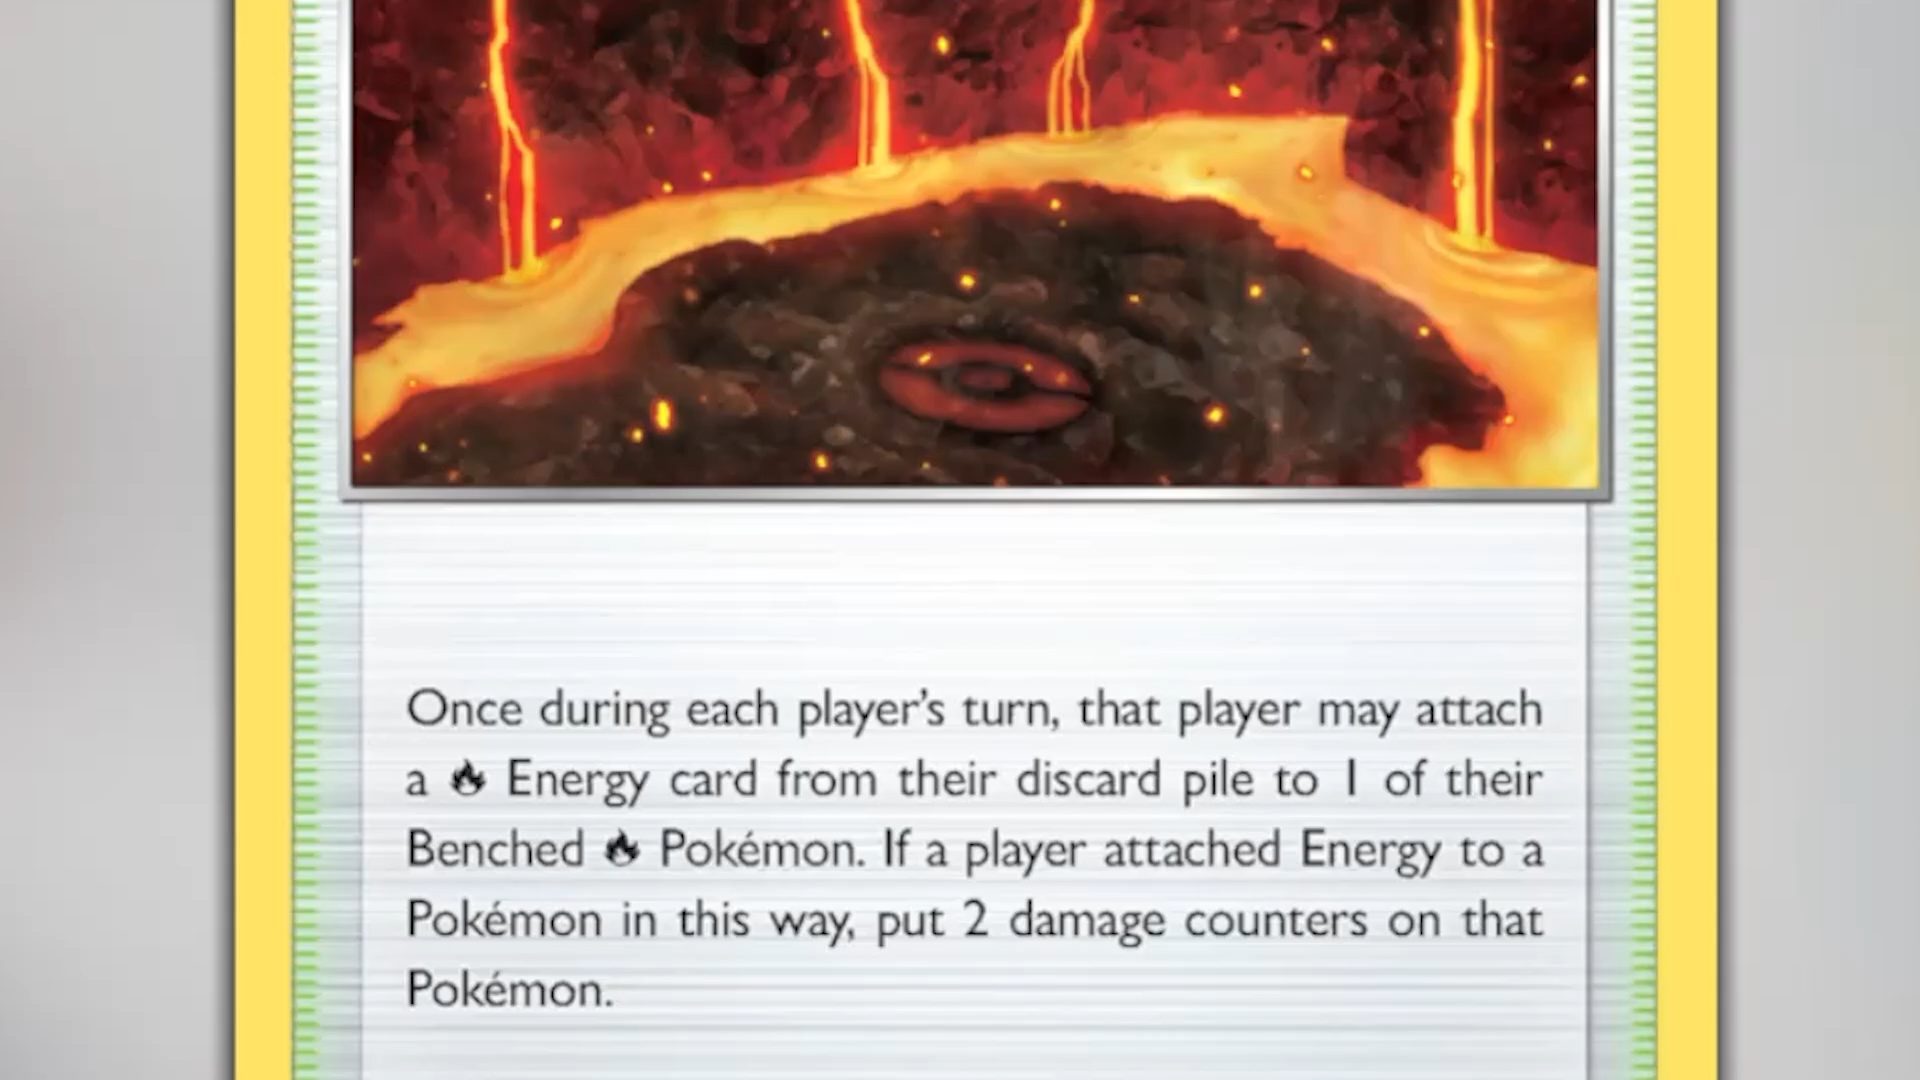 Once during each player's turn, that player may attach
a 🔥 Energy card from their discard pile to 1 of their
Benched 🔥 Pokémon. If a player attached Energy to a
Pokémon in this way, put 2 damage counters on that
Pokémon.